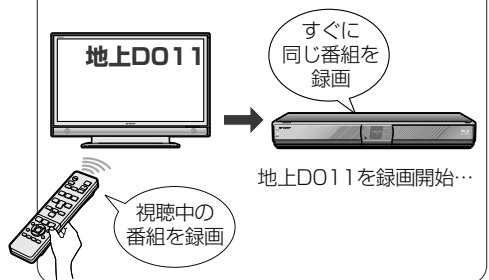 すぐに
同じ番組を
録画
地上D011
地上D011を録画開始…
視聴中の
番組を録画